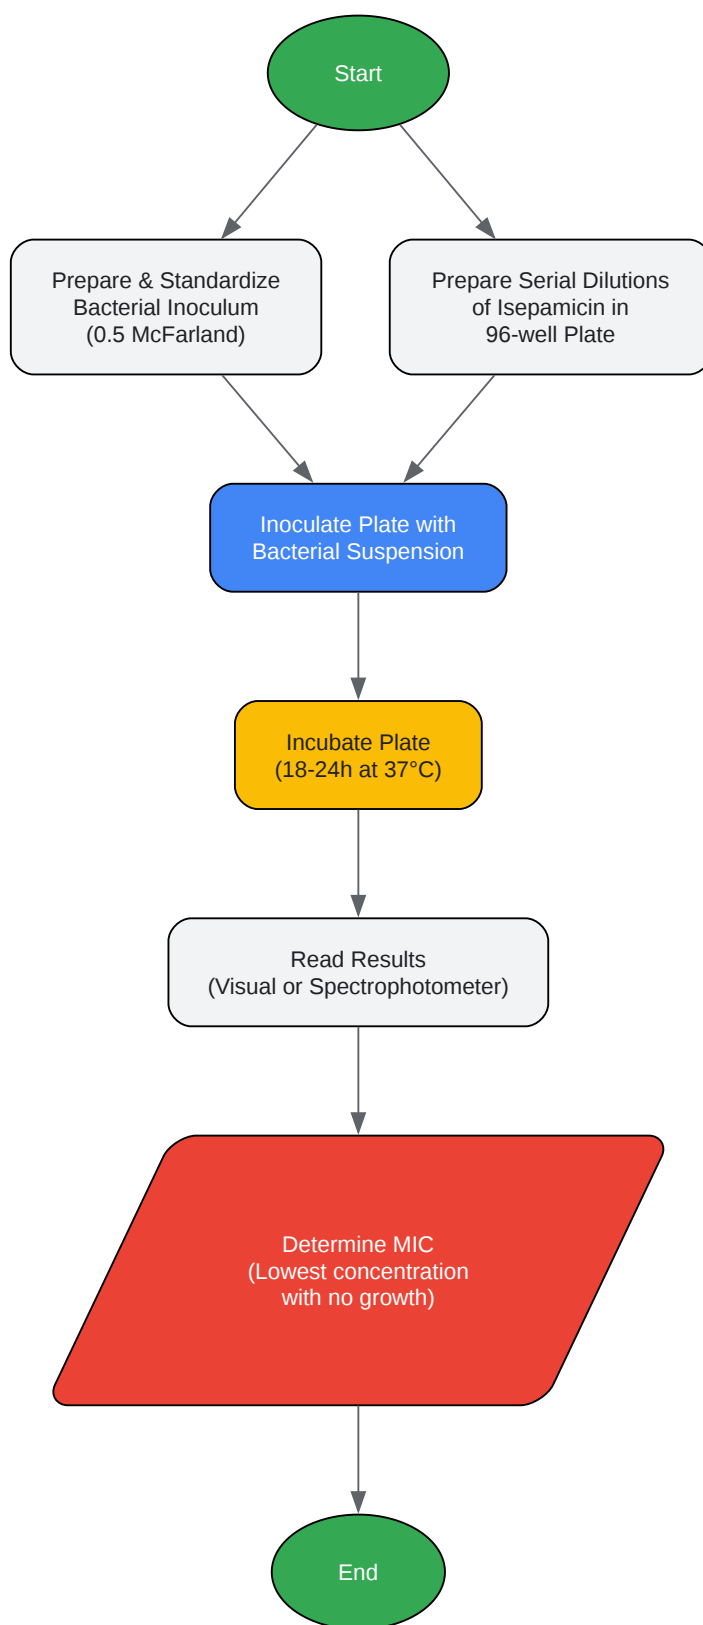 Start
Prepare & Standardize
Bacterial Inoculum
(0.5 McFarland)
Prepare Serial Dilutions
of Isepamicin in
96-well Plate
Inoculate Plate with
Bacterial Suspension
Incubate Plate
(18-24h at 37°C)
Read Results
(Visual or Spectrophotometer)
Determine MIC
(Lowest concentration
with no growth)
End